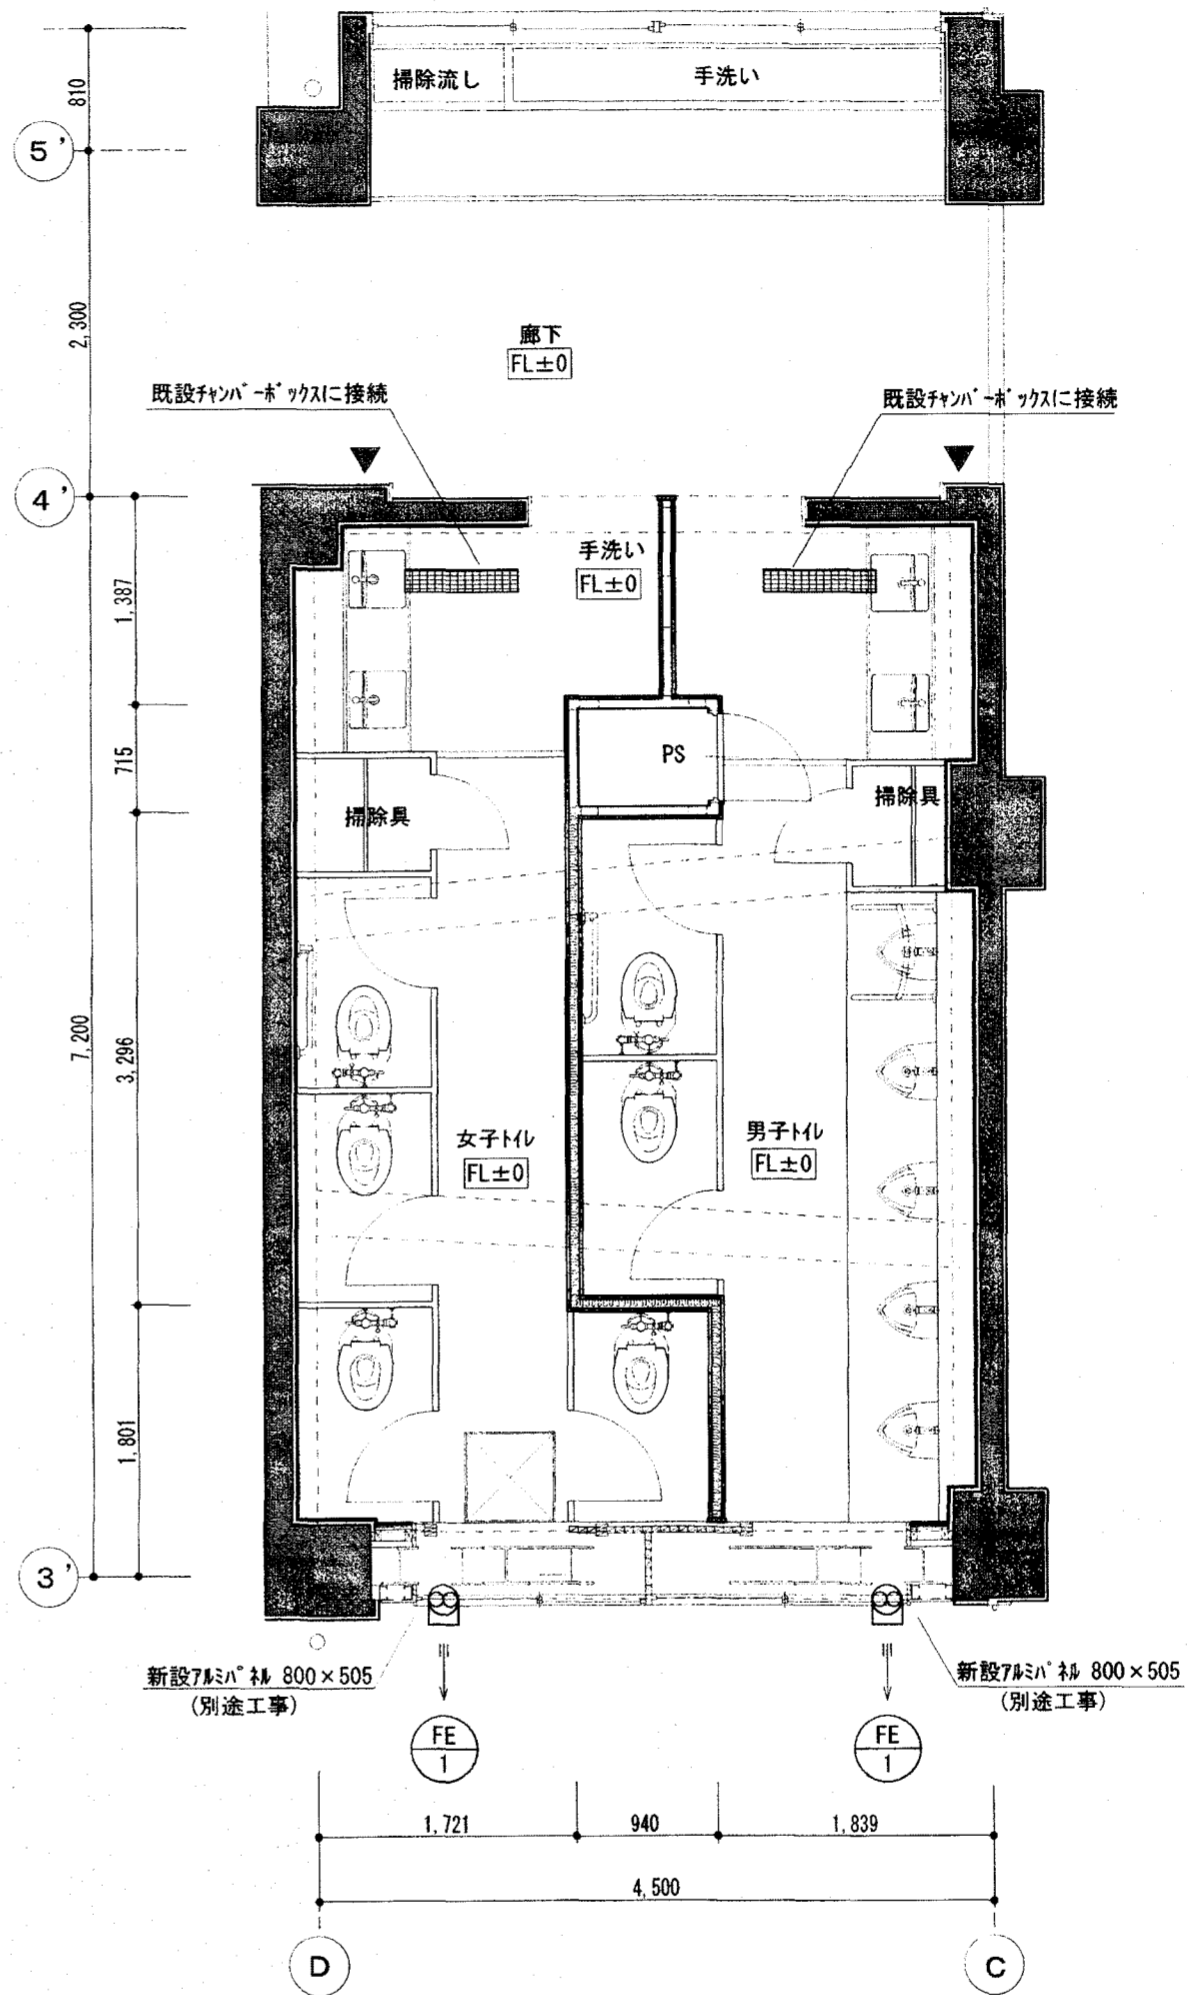 掃除流し
手洗い
810
5'
2,300
廊下
FL±0
既設ﾁｬﾝﾊﾞｰﾎﾞｯｸｽに接続
既設ﾁｬﾝﾊﾞｰﾎﾞｯｸｽに接続
4'
手洗い
FL±0
1,387
PS
715
掃除具
掃除具
7,200
3,296
女子ﾄｲﾚ
FL±0
男子ﾄｲﾚ
FL±0
1,801
3'
新設ｱﾙﾐﾊﾟﾈﾙ 800×505
(別途工事)
新設ｱﾙﾐﾊﾟﾈﾙ 800×505
(別途工事)
FE
1
FE
1
1,721
940
1,839
4,500
D
C